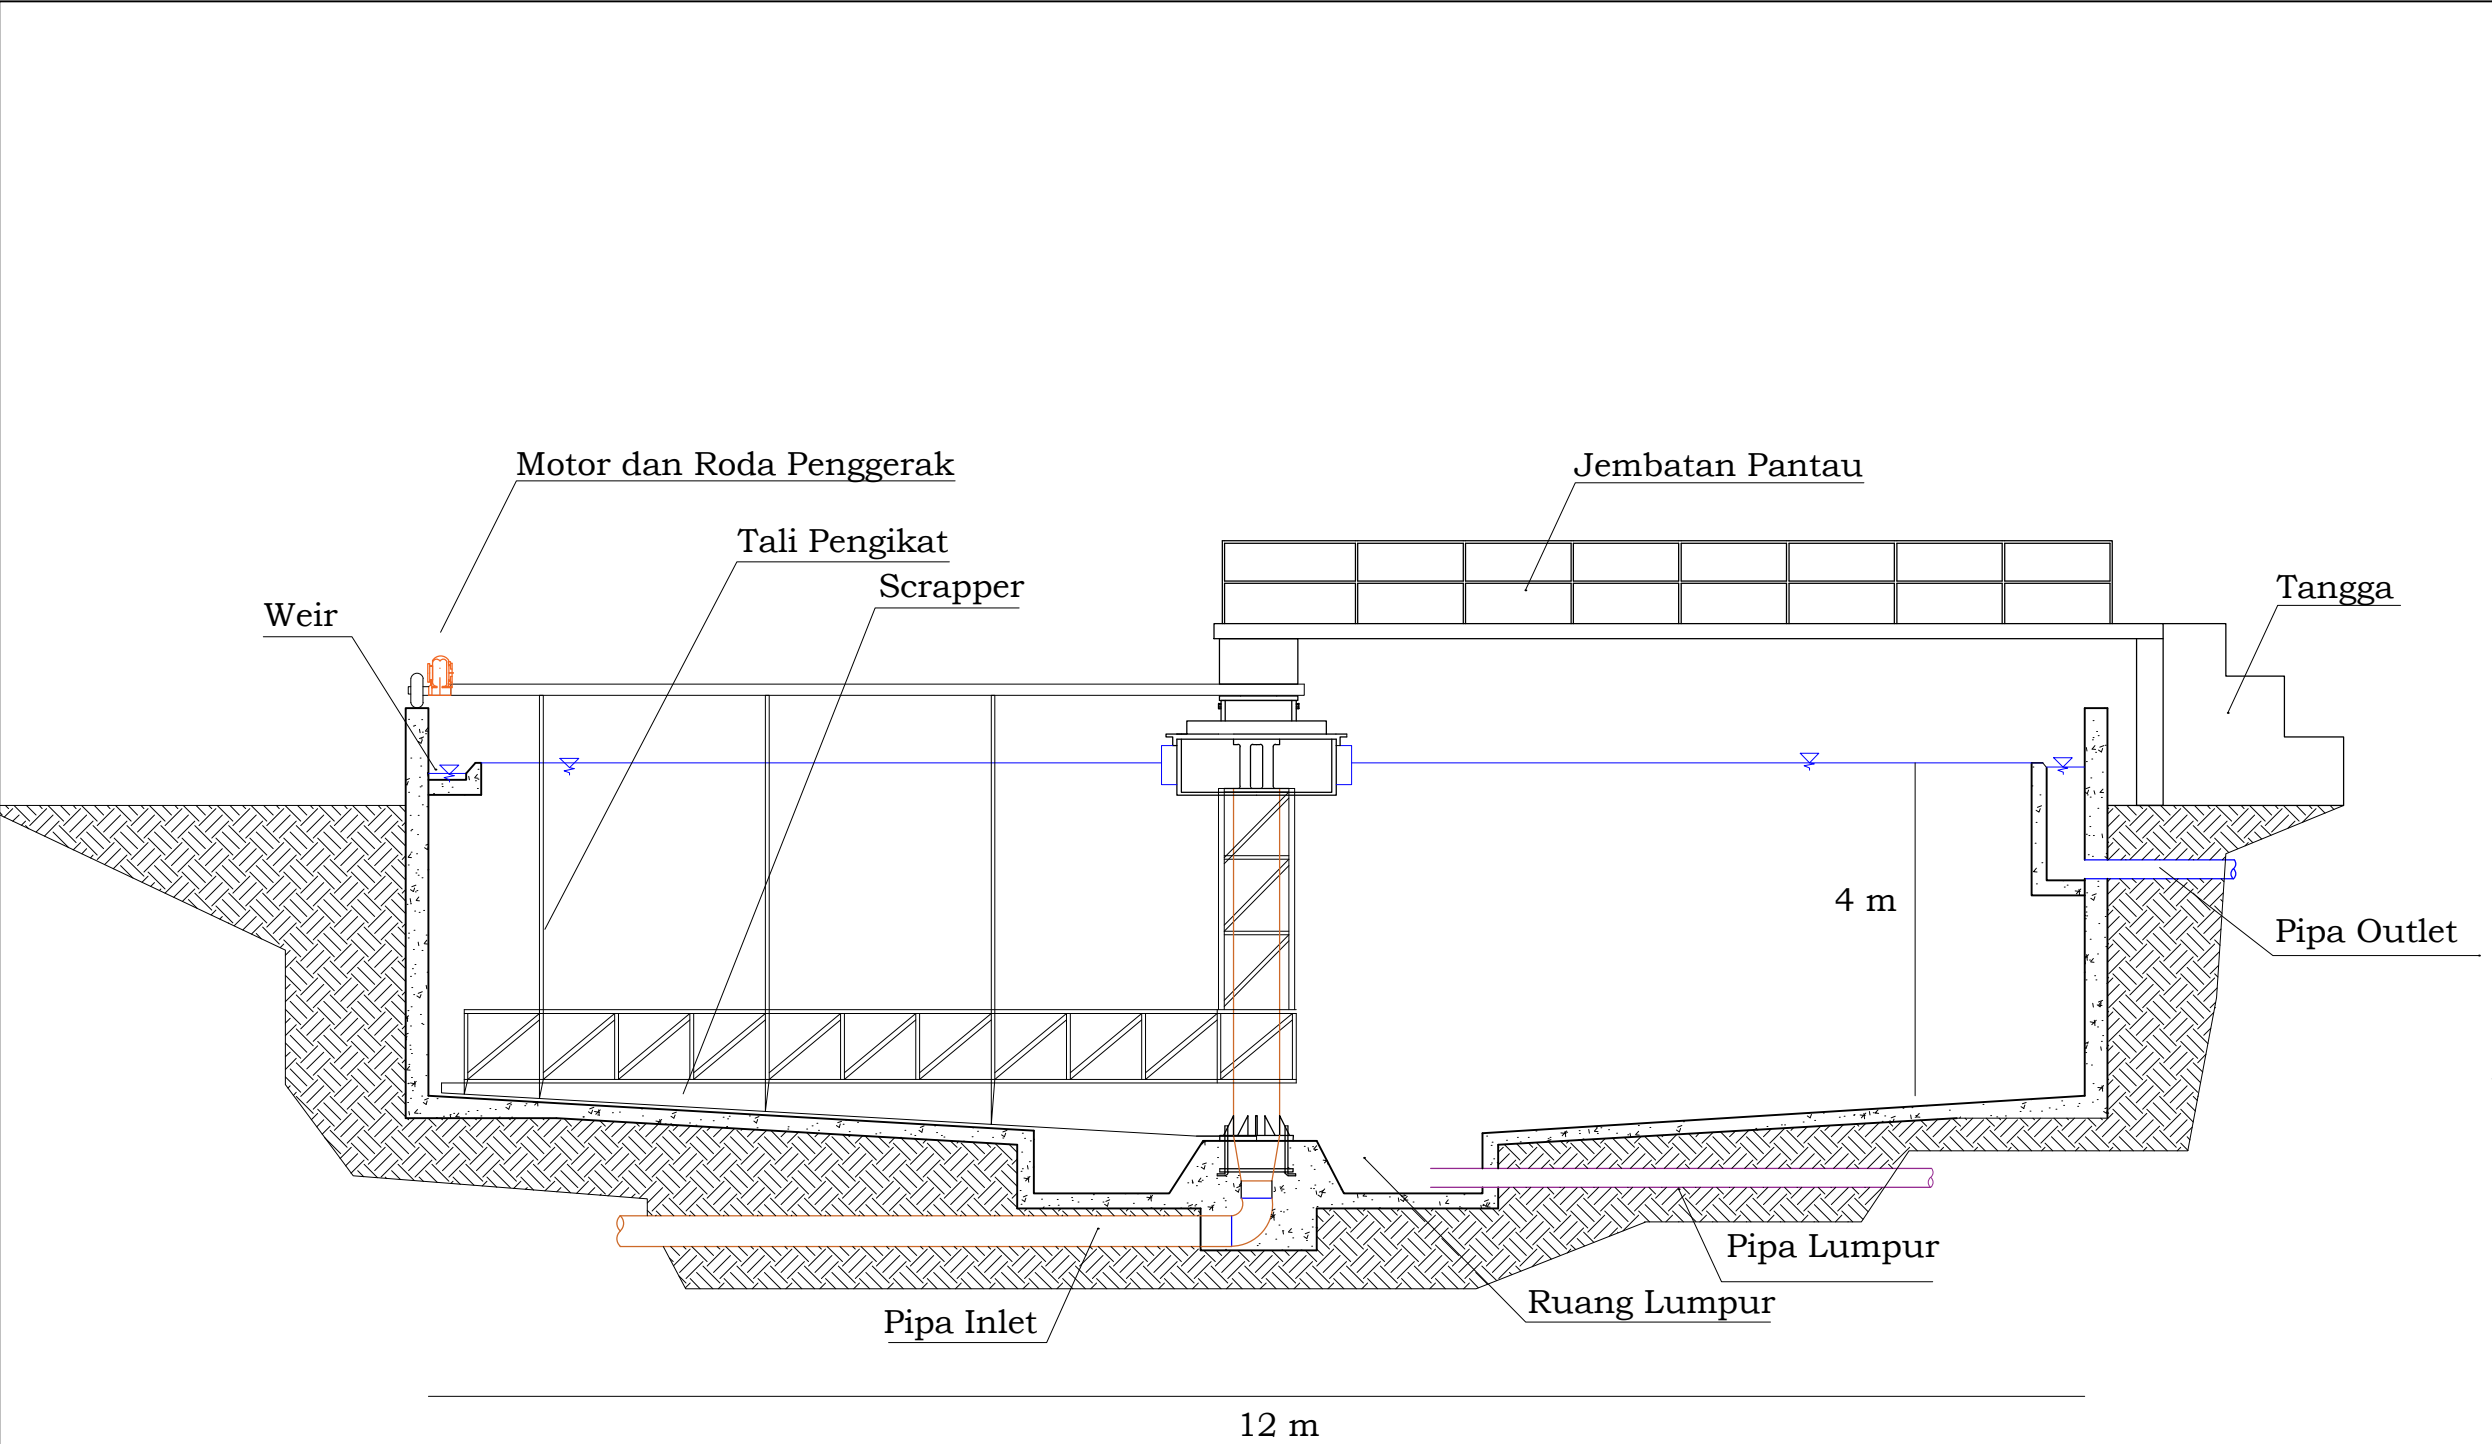 Motor dan Roda Penggerak
Jembatan Pantau
Tali Pengikat
Scrapper
Tangga
Weir
4 m
Pipa Outlet
Pipa Lumpur
Ruang Lumpur
Pipa Inlet
12 m